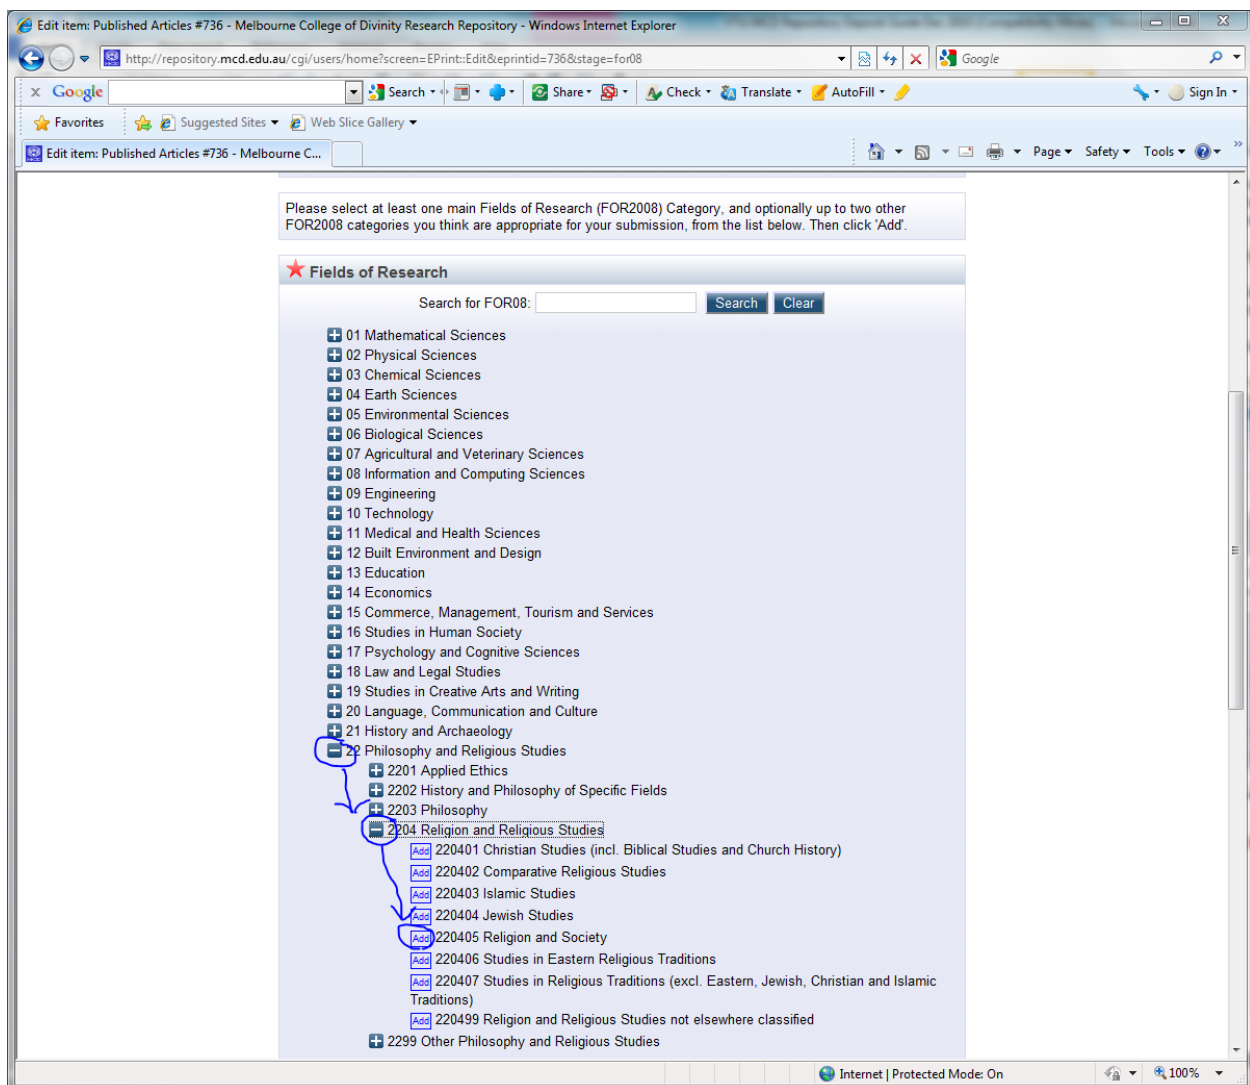 Edit item: Published Articles #736 - Melbourne College of Divinity Research Repository - Windows Internet Explorer
http://repository.mcd.edu.au/cgi/users/home?screen=EPrint::Edit&eprintid=736&stage=for08
Google
x Google Search Share Check Translate AutoFill Sign In
Favorites Suggested Sites Web Slice Gallery
Edit item: Published Articles #736 - Melbourne C... Page Safety Tools
Please select at least one main Fields of Research (FOR2008) Category, and optionally up to two other
FOR2008 categories you think are appropriate for your submission, from the list below. Then click 'Add'.
Fields of Research
Search for FOR08: Search Clear
01 Mathematical Sciences
02 Physical Sciences
03 Chemical Sciences
04 Earth Sciences
05 Environmental Sciences
06 Biological Sciences
07 Agricultural and Veterinary Sciences
08 Information and Computing Sciences
09 Engineering
10 Technology
11 Medical and Health Sciences
12 Built Environment and Design
13 Education
14 Economics
15 Commerce, Management, Tourism and Services
16 Studies in Human Society
17 Psychology and Cognitive Sciences
18 Law and Legal Studies
19 Studies in Creative Arts and Writing
20 Language, Communication and Culture
21 History and Archaeology
22 Philosophy and Religious Studies
2201 Applied Ethics
2202 History and Philosophy of Specific Fields
2203 Philosophy
2204 Religion and Religious Studies
Add 220401 Christian Studies (incl. Biblical Studies and Church History)
Add 220402 Comparative Religious Studies
Add 220403 Islamic Studies
Add 220404 Jewish Studies
Add 220405 Religion and Society
Add 220406 Studies in Eastern Religious Traditions
Add 220407 Studies in Religious Traditions (excl. Eastern, Jewish, Christian and Islamic
Traditions)
Add 220499 Religion and Religious Studies not elsewhere classified
2299 Other Philosophy and Religious Studies
Internet | Protected Mode: On 100%